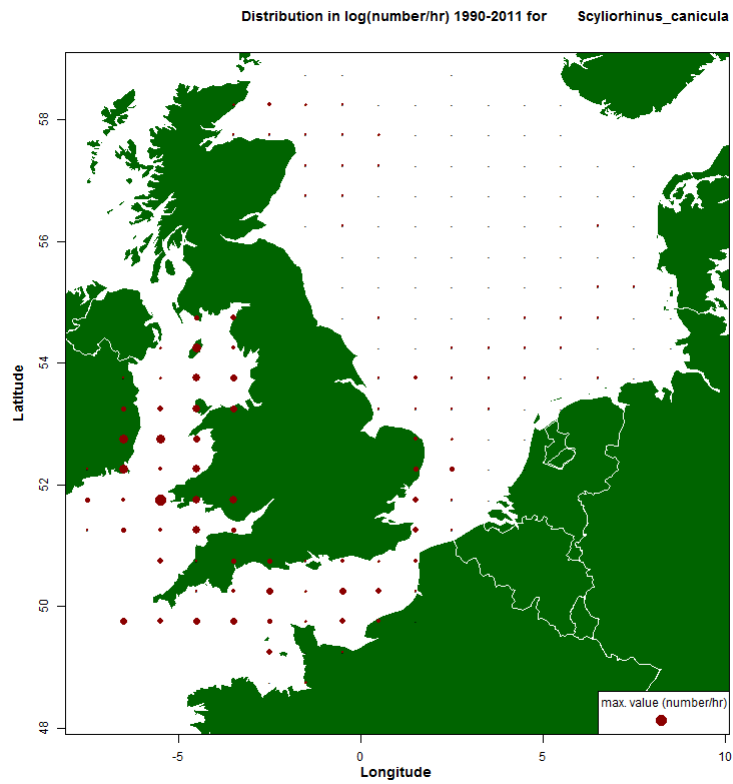 Distribution in log(number/hr) 1990-2011 for Scyliorhinus_canicula
58
56
54
52
50
48
Latitude
-5 0 5 10
Longitude
max. value (number/hr)